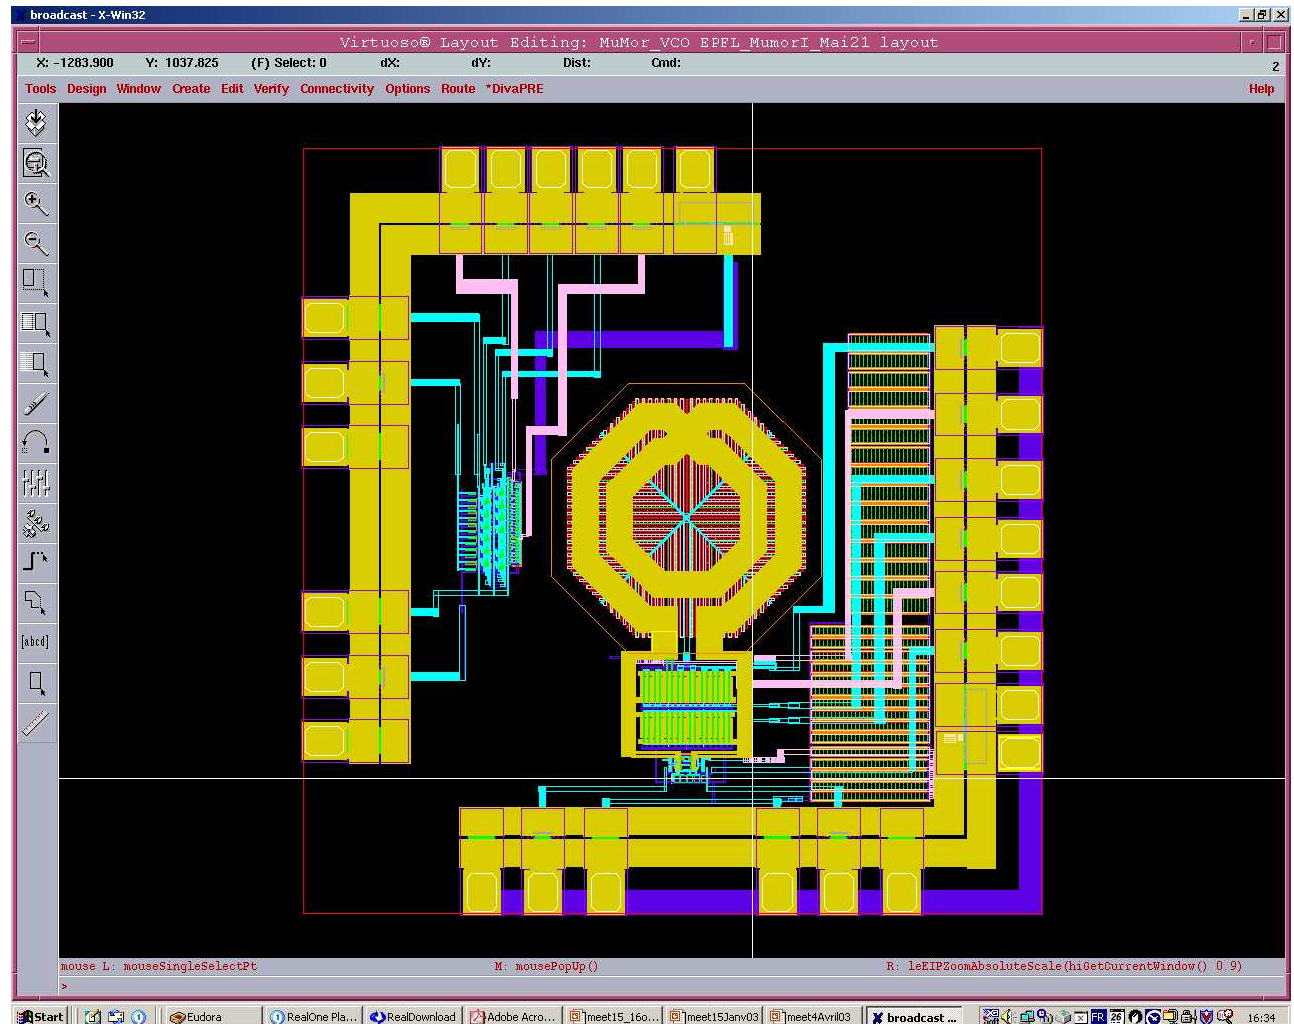 broadcast - X-Win32
Virtuoso® Layout Editing: MuMor_VCO EPFL_MumorI_Mai21 layout
X: -1283.900 Y: 1037.825 (F) Select: 0 dX: dY: Dist: Cmd: 2
Tools Design Window Create Edit Verify Connectivity Options Route *DivaPRE Help
[abcd]
mouse L: mouseSingleSelectPt M: mousePopUp() R: leEIPZoomAbsoluteScale(hiGetCurrentWindow() 0.9)
>
Start Eudora RealOne Pla... RealDownload Adobe Acro... meet15_16o... meet15Janv03 meet4Avril03 broadcast ... FR 26 16:34